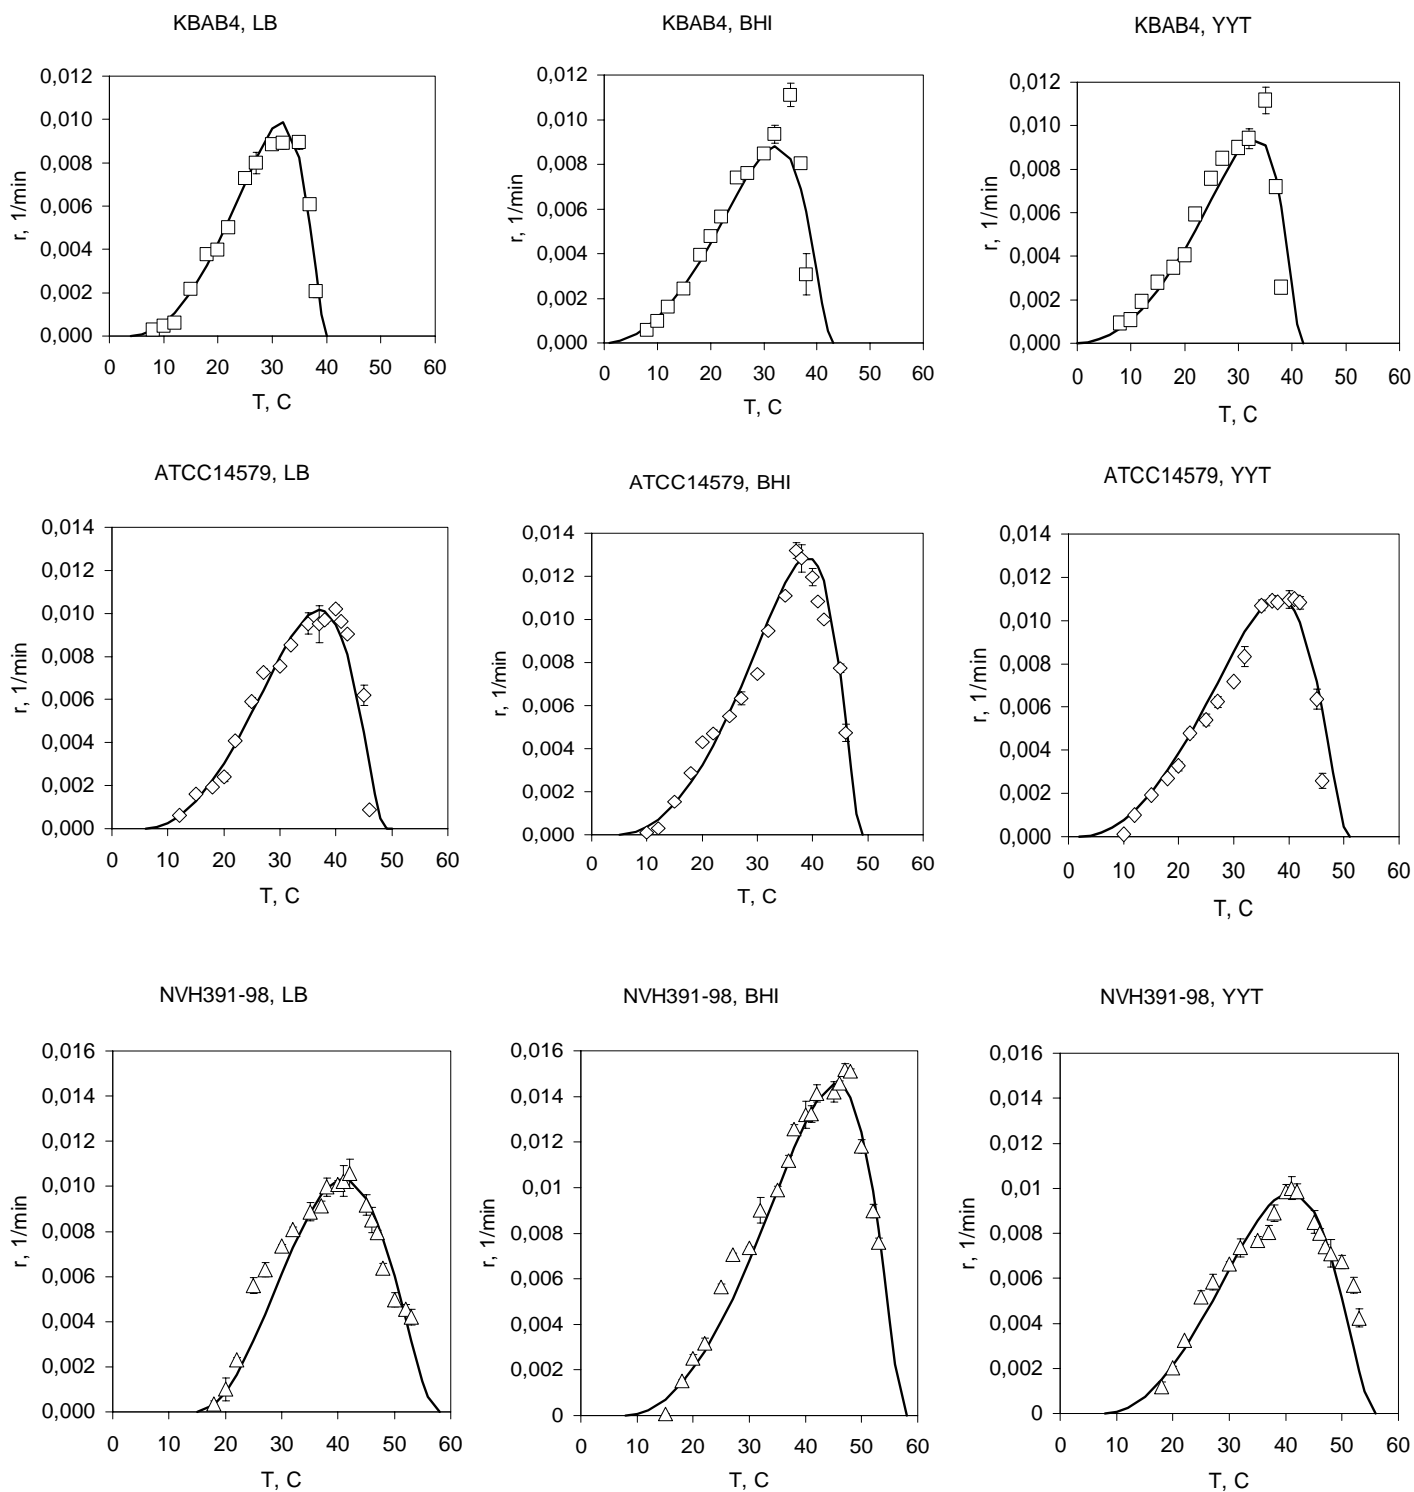 KBAB4, LB
KBAB4, BHI
KBAB4, YYT
0,012
0,010
0,008
0,006
0,004
0,002
0,000
r, 1/min
0 10 20 30 40 50 60
T, C
0,012
0,010
0,008
0,006
0,004
0,002
0,000
r, 1/min
0 10 20 30 40 50 60
T, C
0,012
0,010
0,008
0,006
0,004
0,002
0,000
r, 1/min
0 10 20 30 40 50 60
T, C
ATCC14579, LB
ATCC14579, BHI
ATCC14579, YYT
0,014
0,012
0,010
0,008
0,006
0,004
0,002
0,000
r, 1/min
0 10 20 30 40 50 60
T, C
0,014
0,012
0,010
0,008
0,006
0,004
0,002
0,000
r, 1/min
0 10 20 30 40 50 60
T, C
0,014
0,012
0,010
0,008
0,006
0,004
0,002
0,000
r, 1/min
0 10 20 30 40 50 60
T, C
NVH391-98, LB
NVH391-98, BHI
NVH391-98, YYT
0,016
0,014
0,012
0,010
0,008
0,006
0,004
0,002
0,000
r, 1/min
0 10 20 30 40 50 60
T, C
0,016
0,014
0,012
0,01
0,008
0,006
0,004
0,002
0
r, 1/min
0 10 20 30 40 50 60
T, C
0,016
0,014
0,012
0,01
0,008
0,006
0,004
0,002
0
r, 1/min
0 10 20 30 40 50 60
T, C